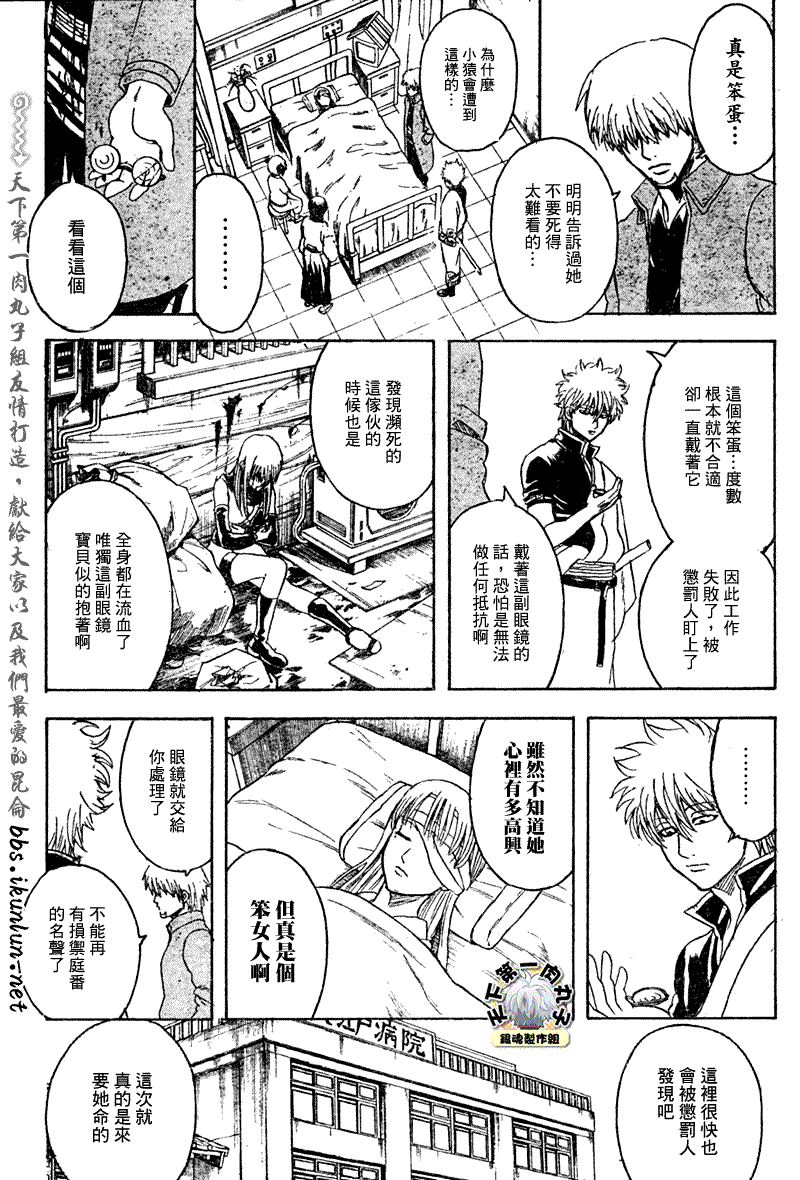 真是笨蛋…
為什麼
小猿會遭到
這樣的…
明明告訴過她
不要死得
太難看的…
………
看看這個
這個笨蛋…度數
根本就不合適
卻一直戴著它
因此工作
失敗了，被
懲罰人盯上了
戴著這副眼鏡的
話，恐怕是無法
做任何抵抗啊
發現瀕死的
這傢伙的
時候也是
全身都在流血了
唯獨這副眼鏡
寶貝似的抱著啊
………
雖然不知道她
心裡有多高興
但真是個
笨女人啊
眼鏡就交給
你處理了
不能再
有損禦庭番
的名聲了
這裡很快也
會被懲罰人
發現吧
江戶病院
這次就
真的是來
要她命的
天下第一肉丸子
銀魂製作組
天下第一肉丸子組友情打造，獻給大家以及我們最愛的昆侖 bbs.ikunlun.net